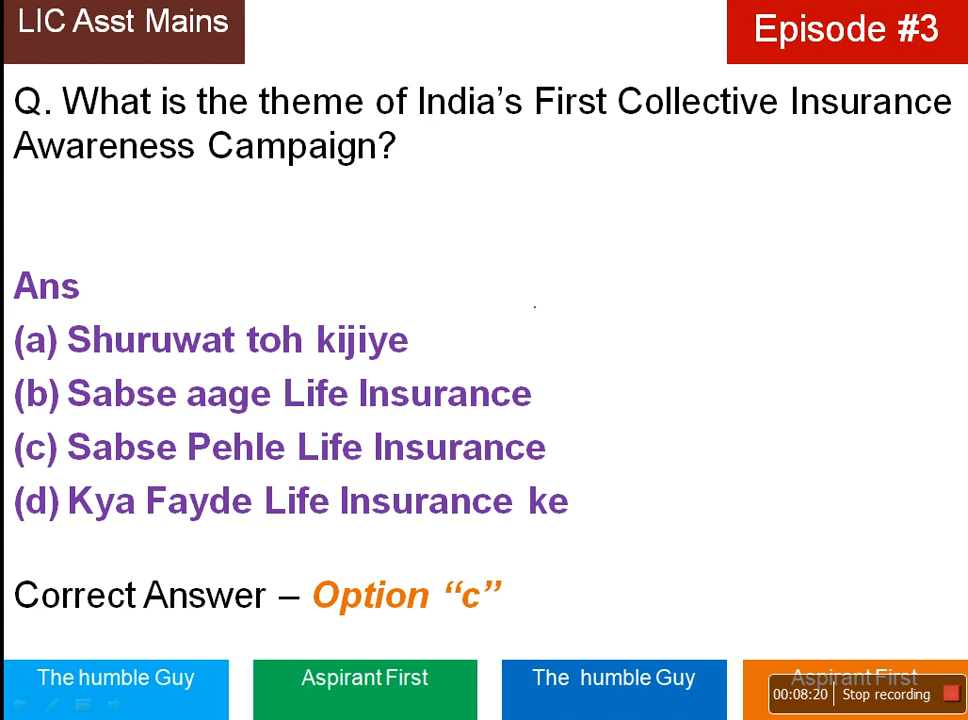 LIC Asst Mains
Episode #3
Q. What is the theme of India's First Collective Insurance
Awareness Campaign?
Ans
(a) Shuruwat toh kijiye
(b) Sabse aage Life Insurance
(c) Sabse Pehle Life Insurance
(d) Kya Fayde Life Insurance ke
Correct Answer – Option “c”
The humble Guy
Aspirant First
The humble Guy
Aspirant First
00:08:20 Stop recording